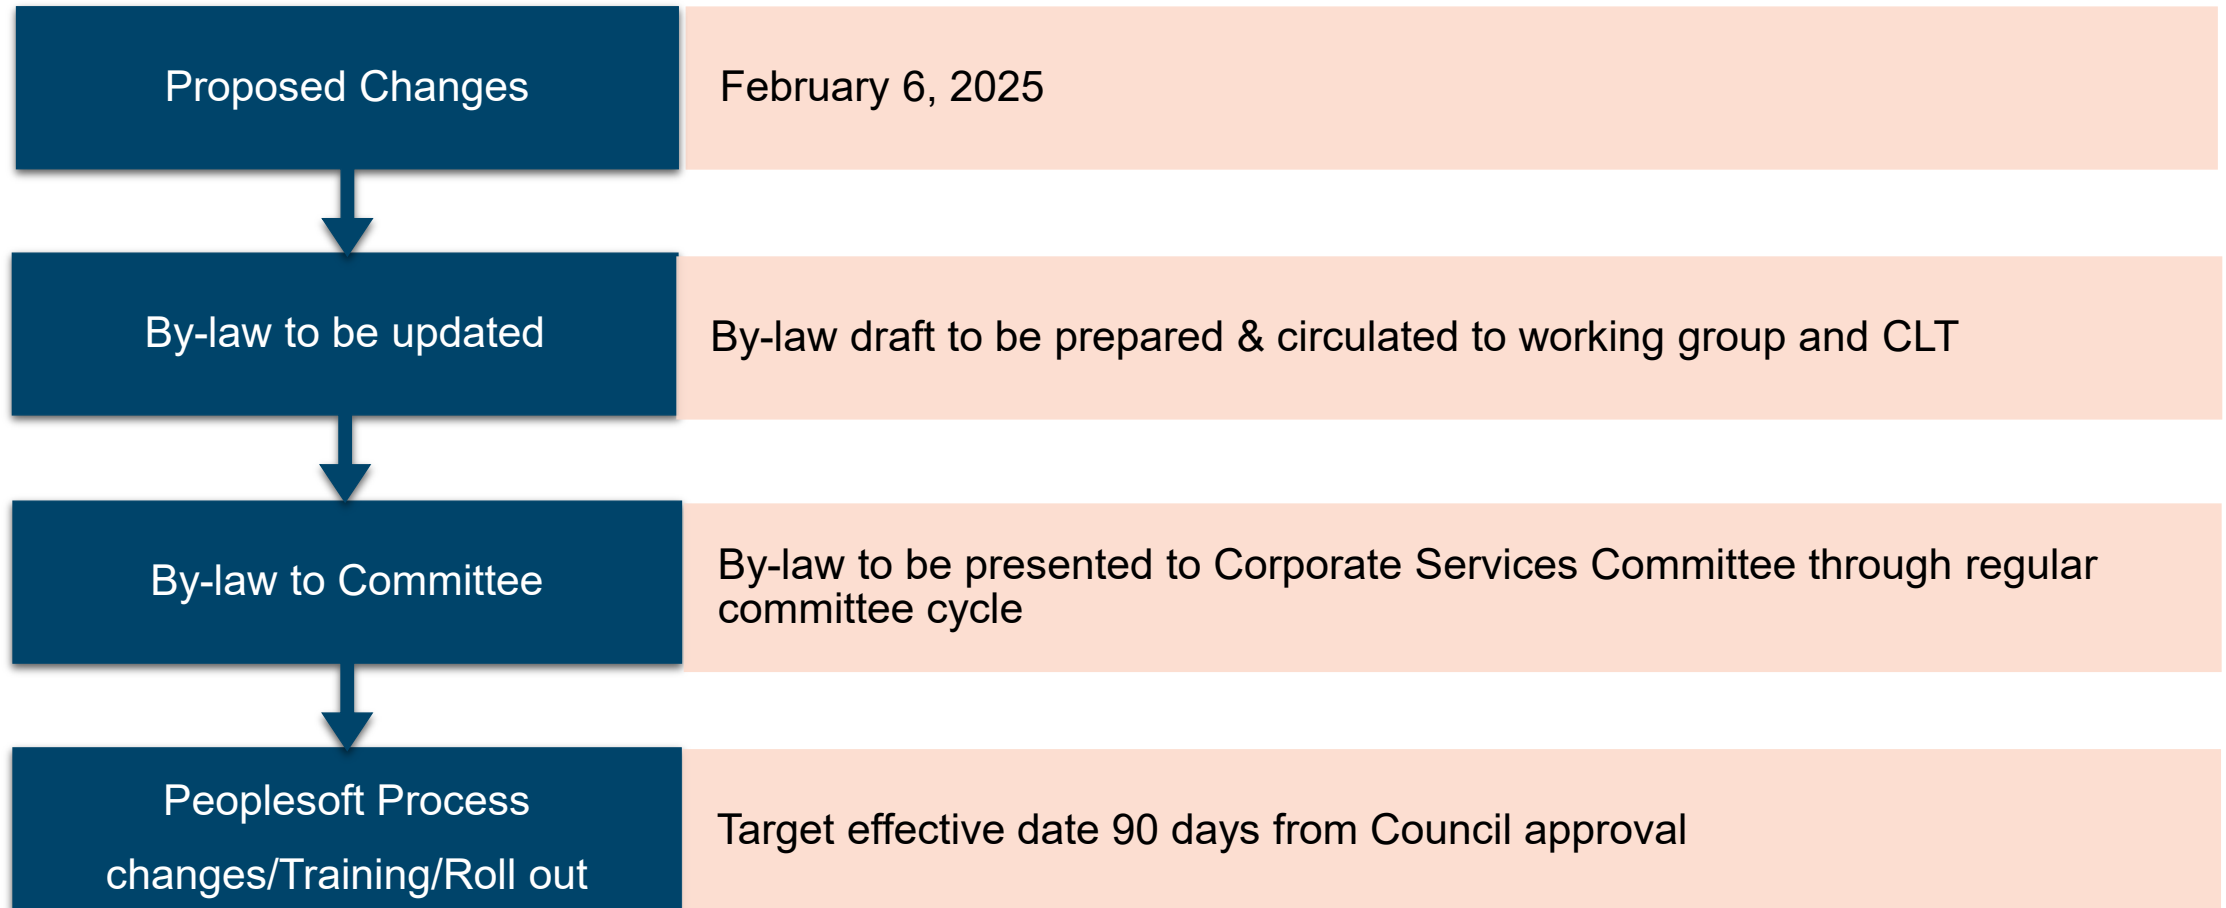 Proposed Changes
February 6, 2025
By-law to be updated
By-law draft to be prepared & circulated to working group and CLT
By-law to Committee
By-law to be presented to Corporate Services Committee through regular
committee cycle
Peoplesoft Process
changes/Training/Roll out
Target effective date 90 days from Council approval